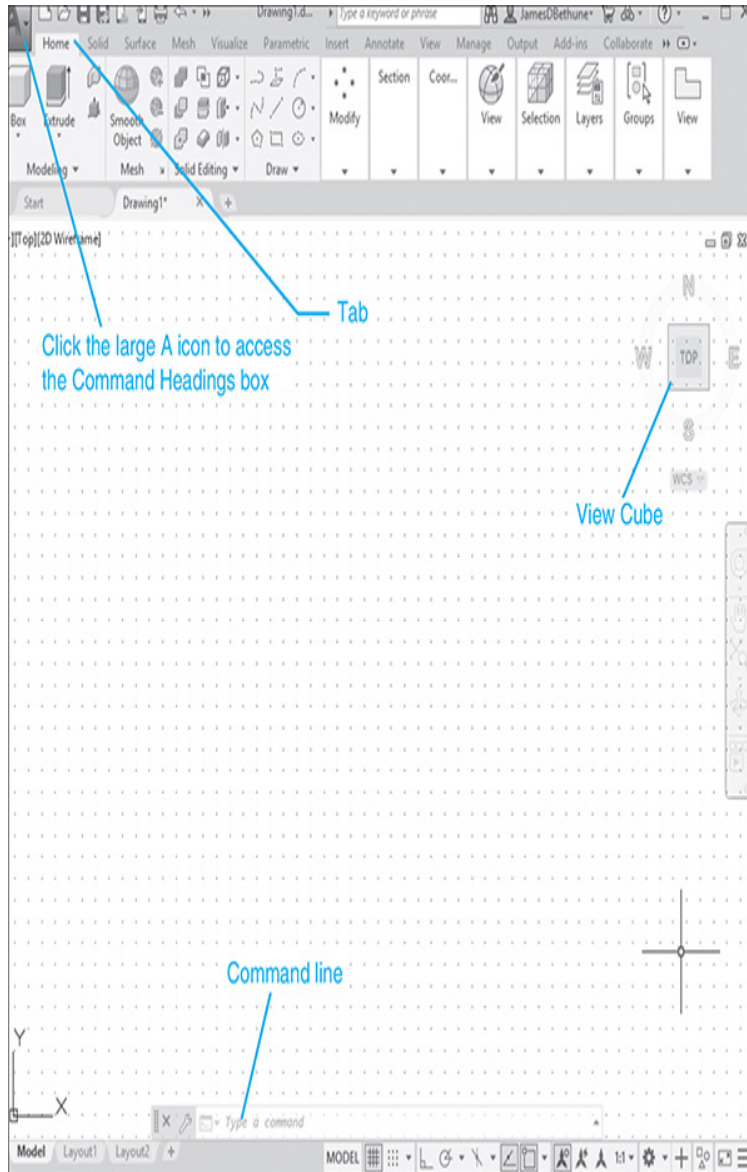 A
Drawing1.d...
Type a keyword or phrase
JamesDBethune
Home Solid Surface Mesh Visualize Parametric Insert Annotate View Manage Output Add-ins Collaborate
Box
Extrude
Smooth
Object
Modify
Section
Coor...
View
Selection
Layers
Groups
View
Modeling
Mesh
Solid Editing
Draw
Start
Drawing1*
][Top][2D Wireframe]
N
Tab
Click the large A icon to access
the Command Headings box
W
TOP
E
S
WCS
View Cube
Command line
Y
X
Type a command
Model Layout1 Layout2 +
MODEL
1:1